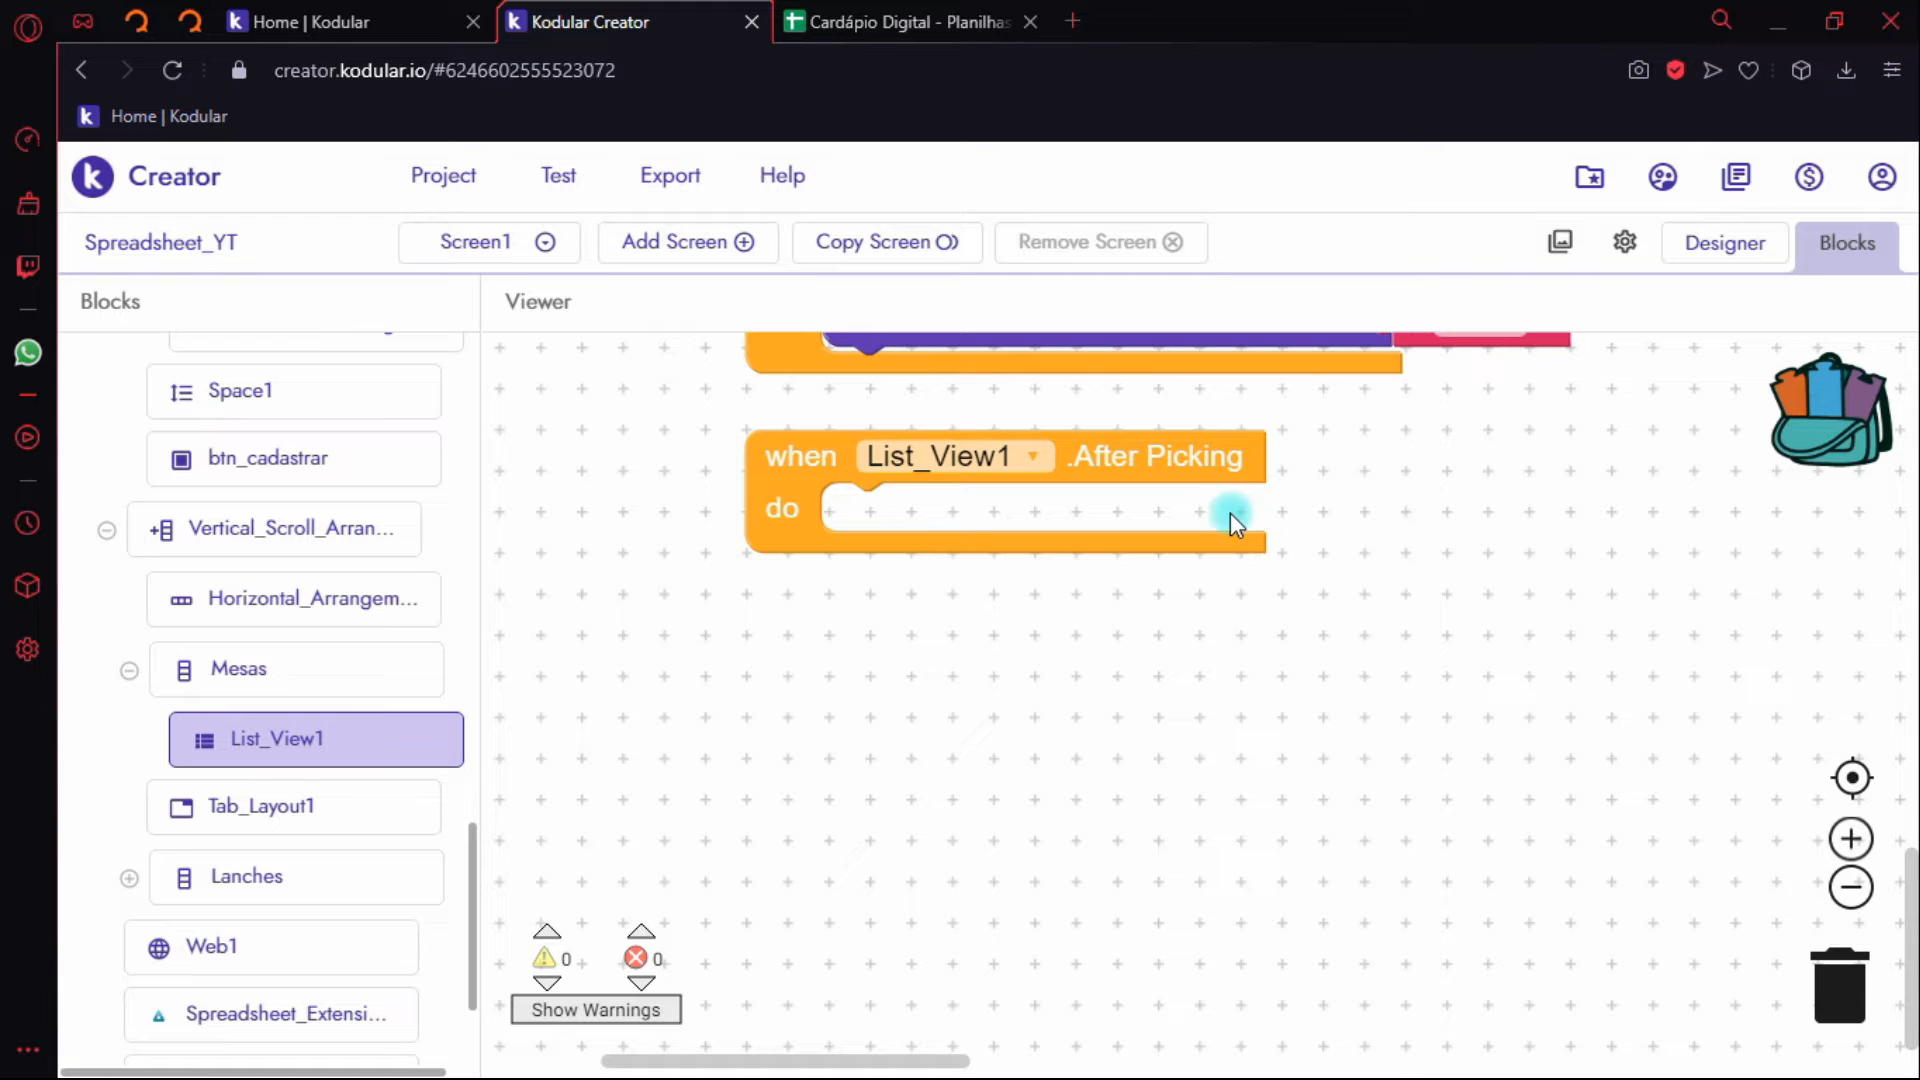 Home | Kodular
Kodular Creator
Cardápio Digital - Planilhas
creator.kodular.io/#6246602555523072
Home | Kodular
Creator
Project
Test
Export
Help
Spreadsheet_YT
Screen1
Add Screen
Copy Screen
Remove Screen
Designer
Blocks
Blocks
Viewer
Space1
btn_cadastrar
Vertical_Scroll_Arran...
Horizontal_Arrangem...
Mesas
List_View1
Tab_Layout1
Lanches
Web1
Spreadsheet_Extensi...
when List_View1 .After Picking
do
0
0
Show Warnings